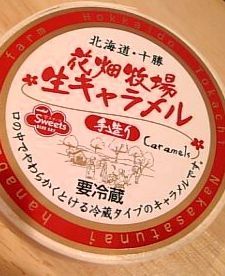 farm Hokkaido Tokachi
Nakasatsunai hanaba
北海道・十勝
花畑牧場
生キャラメル
Sweets
手造り
Caramels
要冷蔵
口の中でやわらかくとける冷蔵タイプのキャラメルです。